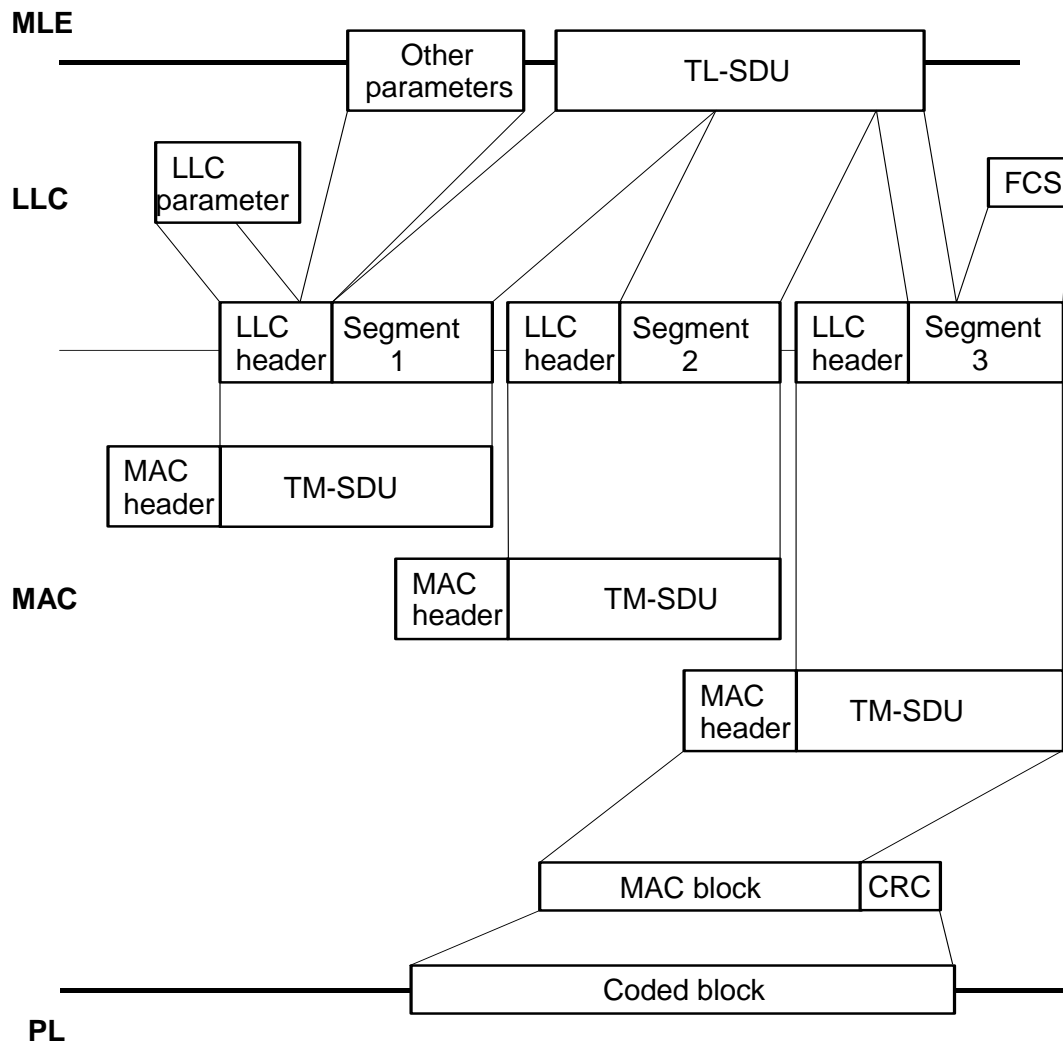 MLE
Other
parameters
TL-SDU
LLC
parameter
LLC
FCS
LLC
header
Segment
1
LLC
header
Segment
2
LLC
header
Segment
3
MAC
header
TM-SDU
MAC
MAC
header
TM-SDU
MAC
header
TM-SDU
MAC block
CRC
Coded block
PL